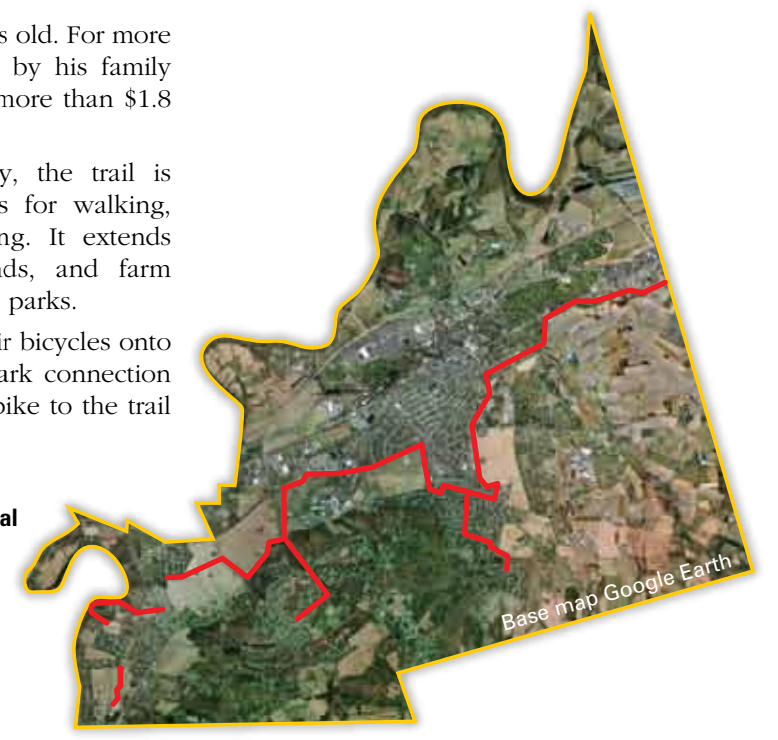 s old. For more
by his family
more than $1.8
y, the trail is
s for walking,
ng. It extends
nds, and farm
parks.
ir bicycles onto
ark connection
bike to the trail
al
Base map Google Earth